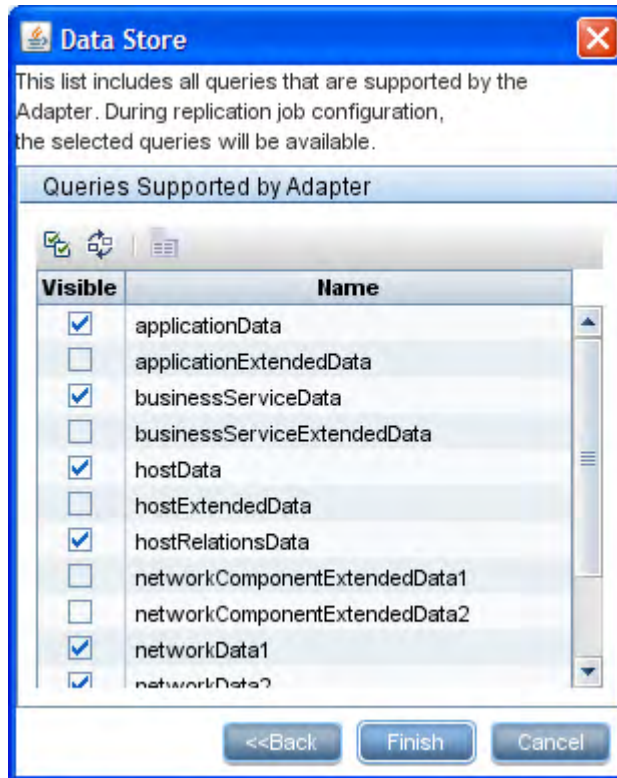 Data Store
This list includes all queries that are supported by the
Adapter. During replication job configuration,
the selected queries will be available.
Queries Supported by Adapter
Visible Name
applicationData
applicationExtendedData
businessServiceData
businessServiceExtendedData
hostData
hostExtendedData
hostRelationsData
networkComponentExtendedData1
networkComponentExtendedData2
networkData1
networkData2
<<Back Finish Cancel